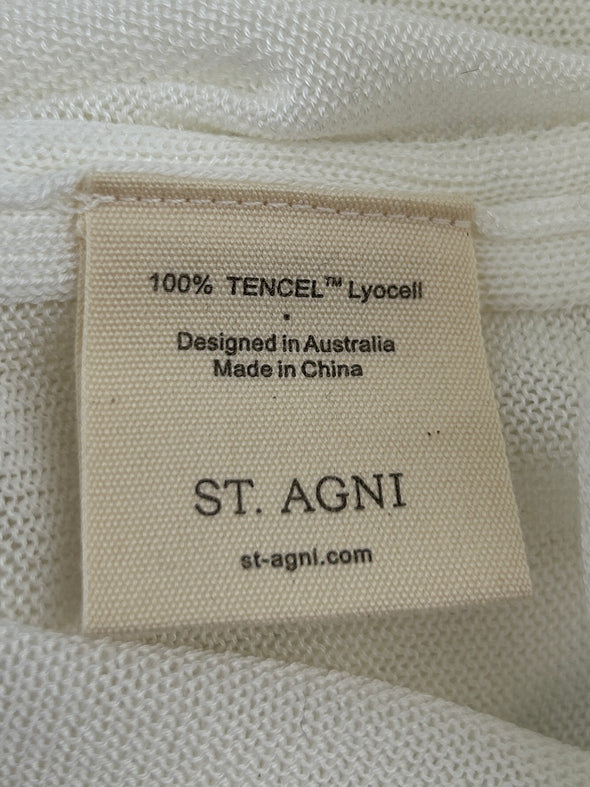 100% TENCEL™ Lyocell
•
Designed in Australia
Made in China
ST. AGNI
st-agni.com